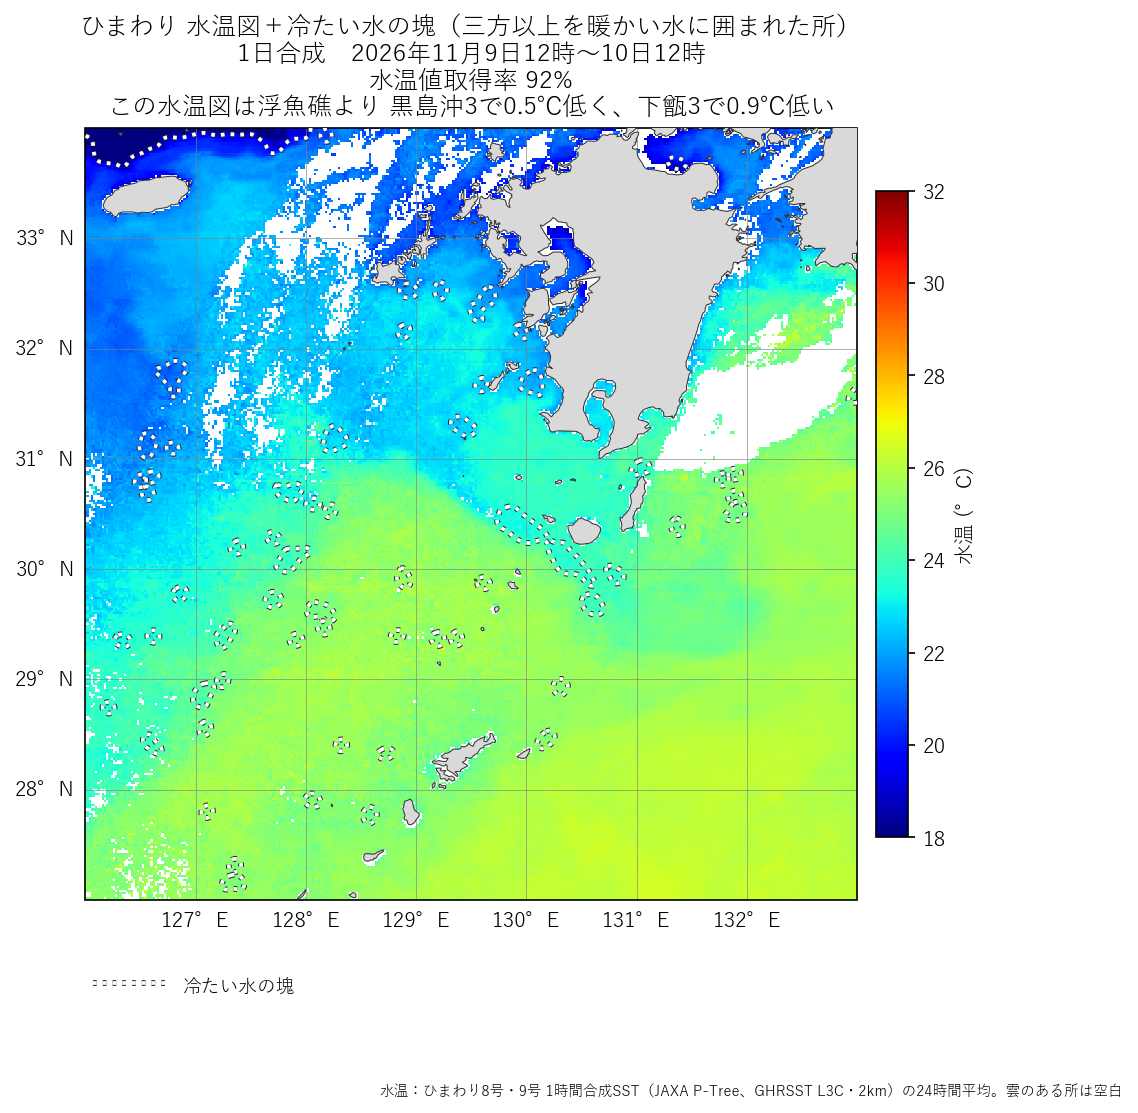 ひまわり 水温図＋冷たい水の塊（三方以上を暖かい水に囲まれた所）
1日合成　2026年11月9日12時～10日12時
水温値取得率 92%
この水温図は浮魚礁より 黒島沖3で0.5℃低く、下甑3で0.9℃低い
33° N
32° N
31° N
30° N
29° N
28° N
127° E
128° E
129° E
130° E
131° E
132° E
32
30
28
26
24
22
20
18
水温 (° C)
冷たい水の塊
水温：ひまわり8号・9号 1時間合成SST（JAXA P-Tree、GHRSST L3C・2km）の24時間平均。雲のある所は空白